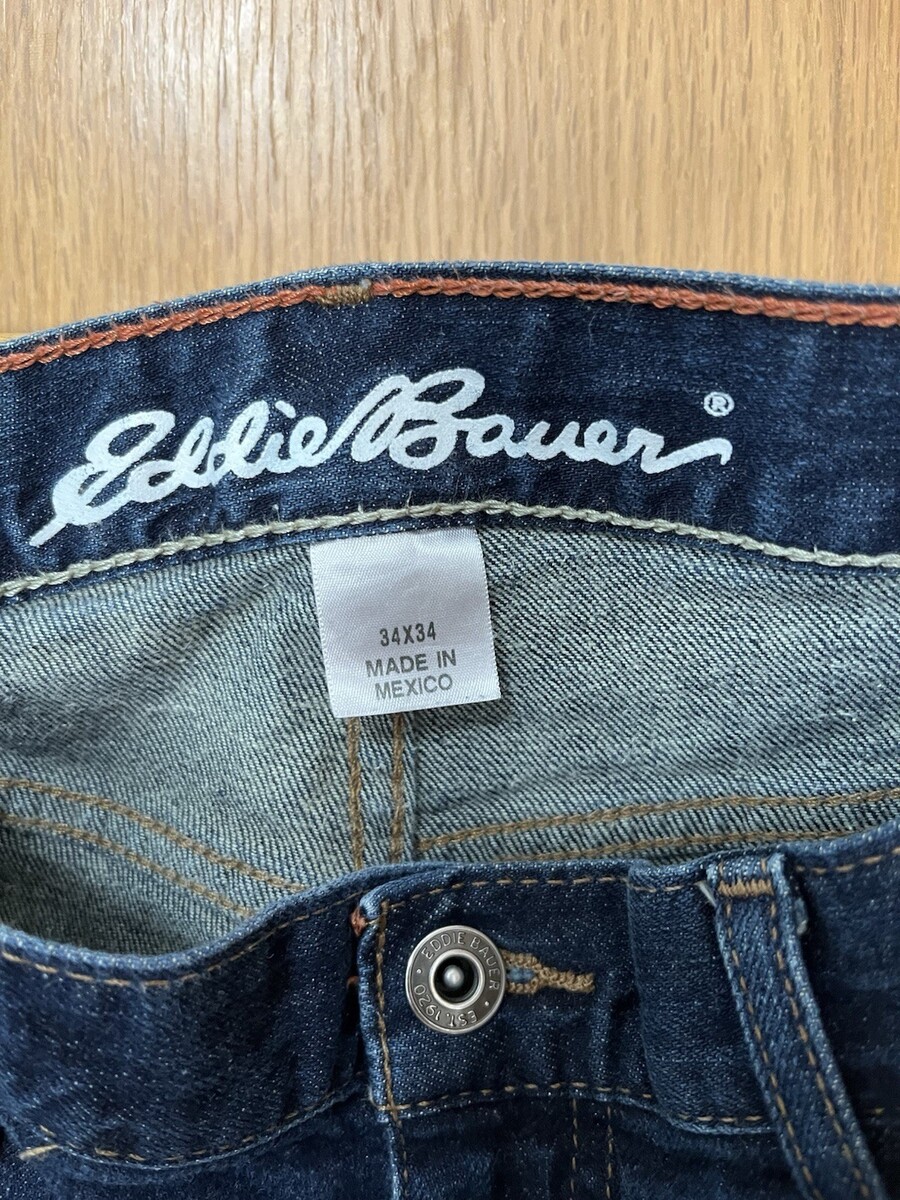 Eddie Bauer®
34X34
MADE IN
MEXICO
EDDIE BAUER
EST. 1920